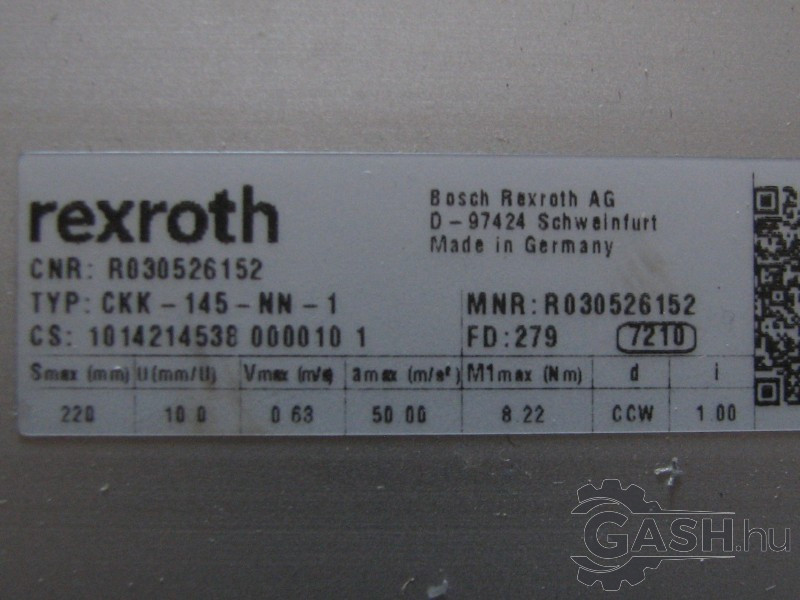 rexroth
Bosch Rexroth AG
D-97424 Schweinfurt
Made in Germany
CNR: R030526152
TYP: CKK-145-NN-1
MNR: R030526152
CS: 1014214538 000010 1
FD: 279 7210
Smax (mm) U(mm/U) Vmax (m/s) amax (m/s²) M1max (Nm) d i
220 10.0 0.63 50.00 8.22 CCW 1.00
GASH.hu